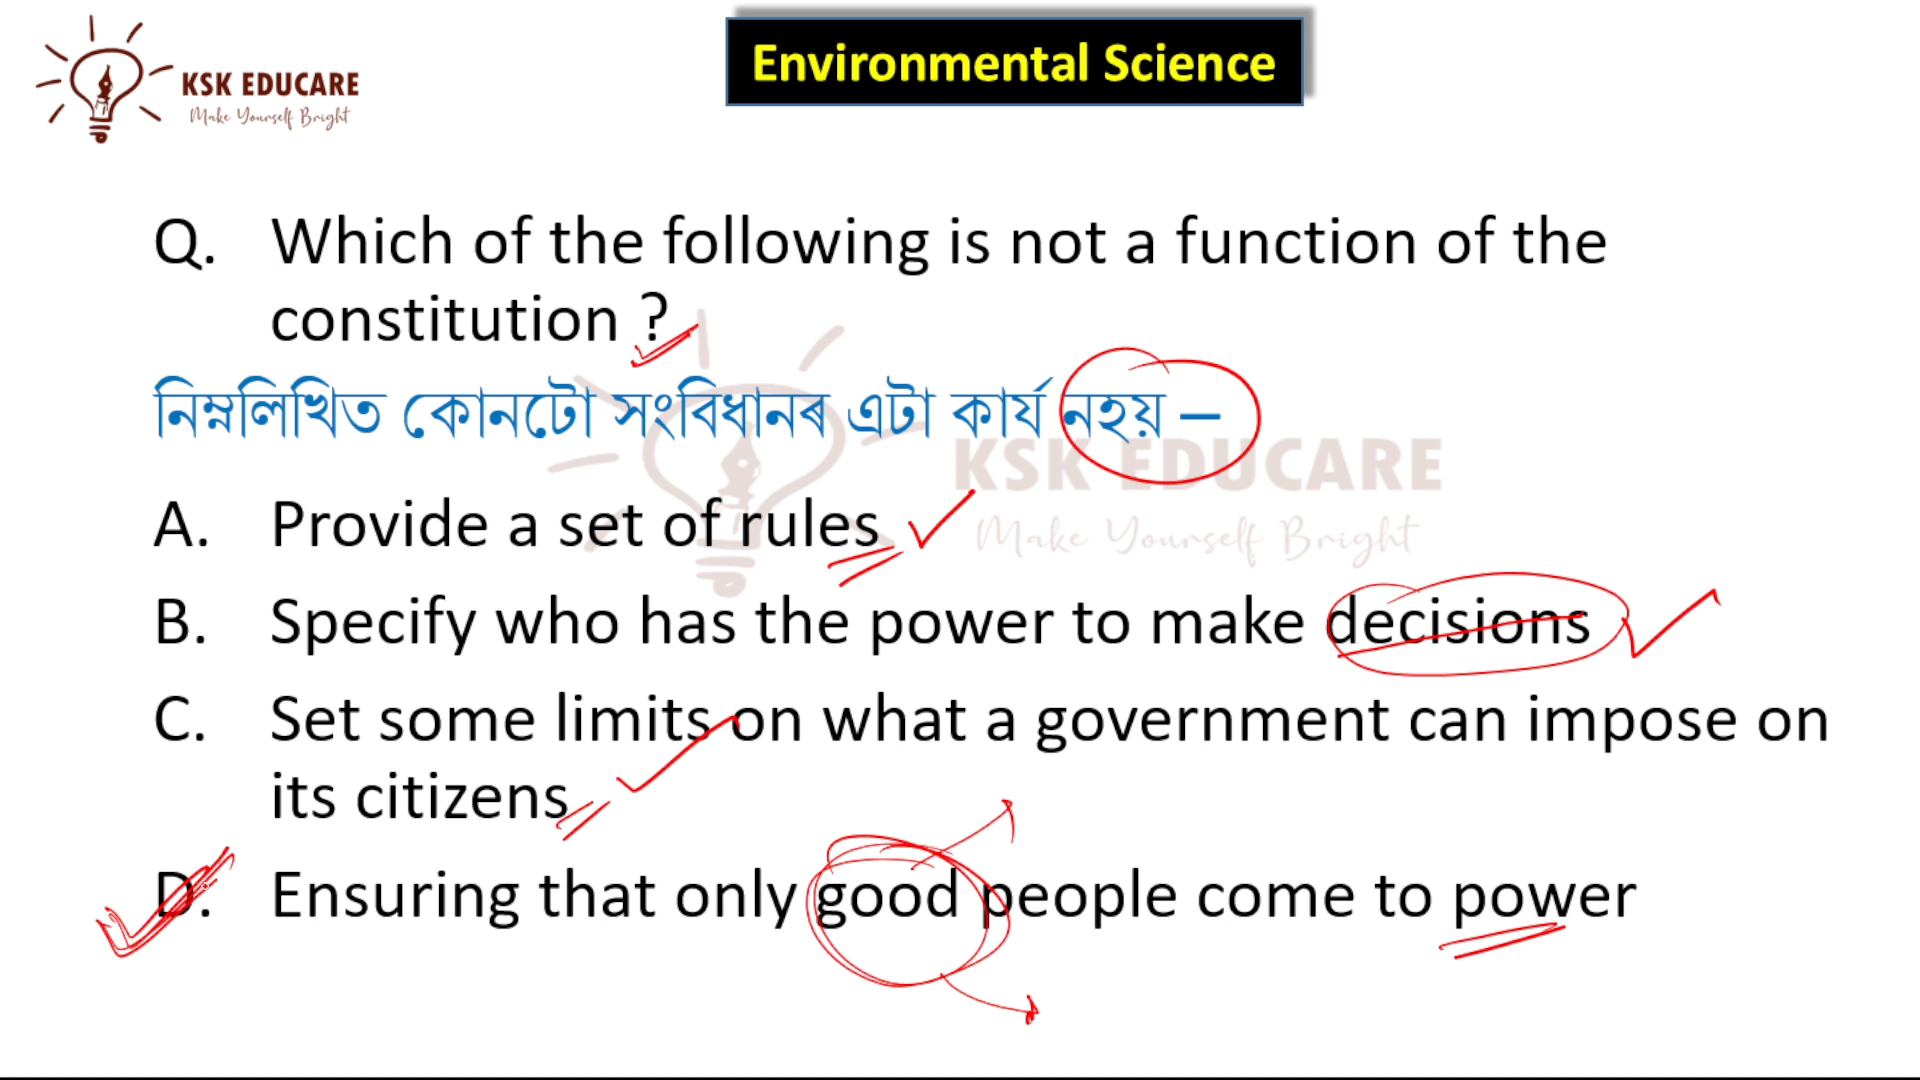 KSK EDUCARE
Make Yourself Bright
Environmental Science
Q. Which of the following is not a function of the
constitution ?
নিম্নলিখিত কোনটো সংবিধানৰ এটা কাৰ্য নহয় –
KSK EDUCARE
Make Yourself Bright
A. Provide a set of rules
B. Specify who has the power to make decisions
C. Set some limits on what a government can impose on
its citizens
D. Ensuring that only good people come to power